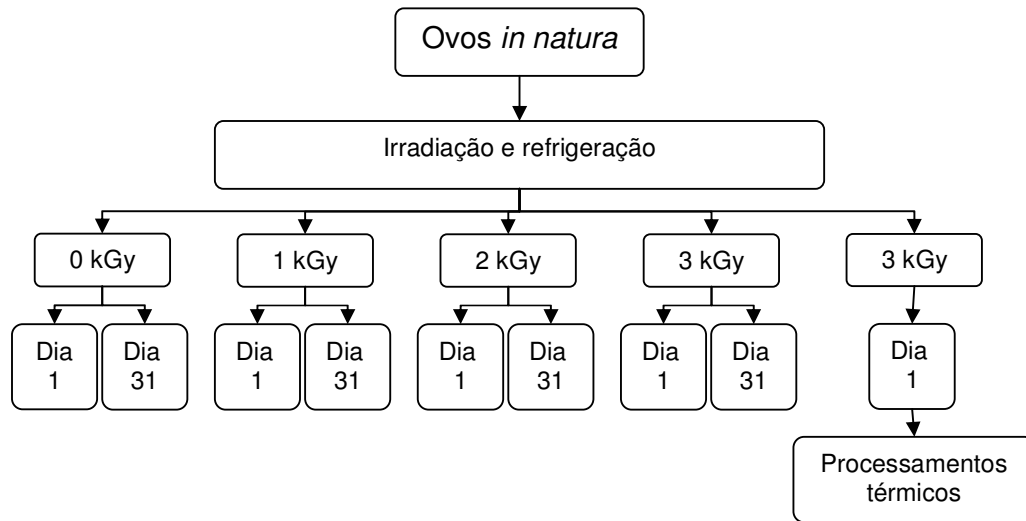 Ovos in natura
Irradiação e refrigeração
0 kGy
1 kGy
2 kGy
3 kGy
3 kGy
Dia
1
Dia
31
Dia
1
Dia
31
Dia
1
Dia
31
Dia
1
Dia
31
Dia
1
Processamentos
térmicos